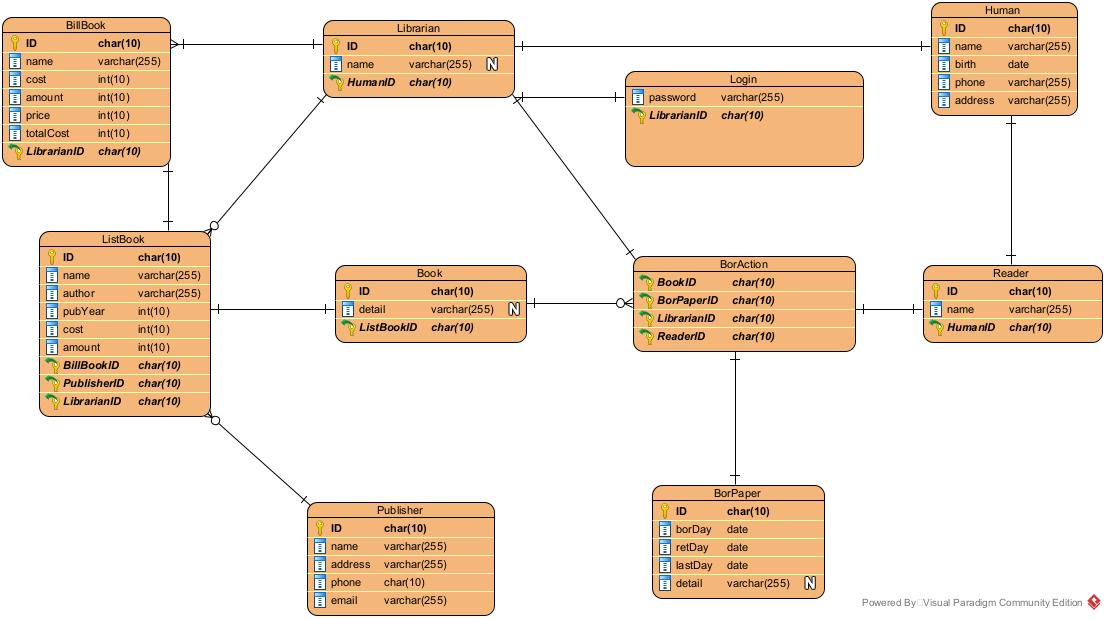 BillBook
ID char(10)
name varchar(255)
cost int(10)
amount int(10)
price int(10)
totalCost int(10)
LibrarianID char(10)
Librarian
ID char(10)
name varchar(255) N
HumanID char(10)
Login
password varchar(255)
LibrarianID char(10)
Human
ID char(10)
name varchar(255)
birth date
phone varchar(255)
address varchar(255)
ListBook
ID char(10)
name varchar(255)
author varchar(255)
pubYear int(10)
cost int(10)
amount int(10)
BillBookID char(10)
PublisherID char(10)
LibrarianID char(10)
Book
ID char(10)
detail varchar(255) N
ListBookID char(10)
BorAction
BookID char(10)
BorPaperID char(10)
LibrarianID char(10)
ReaderID char(10)
Reader
ID char(10)
name varchar(255)
HumanID char(10)
Publisher
ID char(10)
name varchar(255)
address varchar(255)
phone char(10)
email varchar(255)
BorPaper
ID char(10)
borDay date
retDay date
lastDay date
detail varchar(255) N
Powered By Visual Paradigm Community Edition